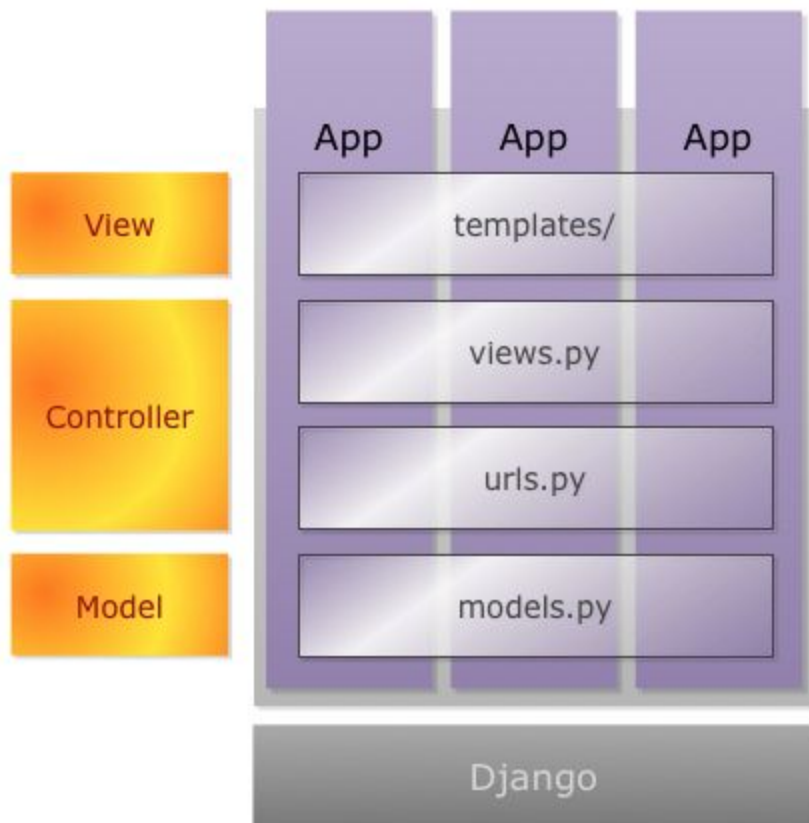 App App App
View templates/
views.py
Controller
urls.py
Model models.py
Django